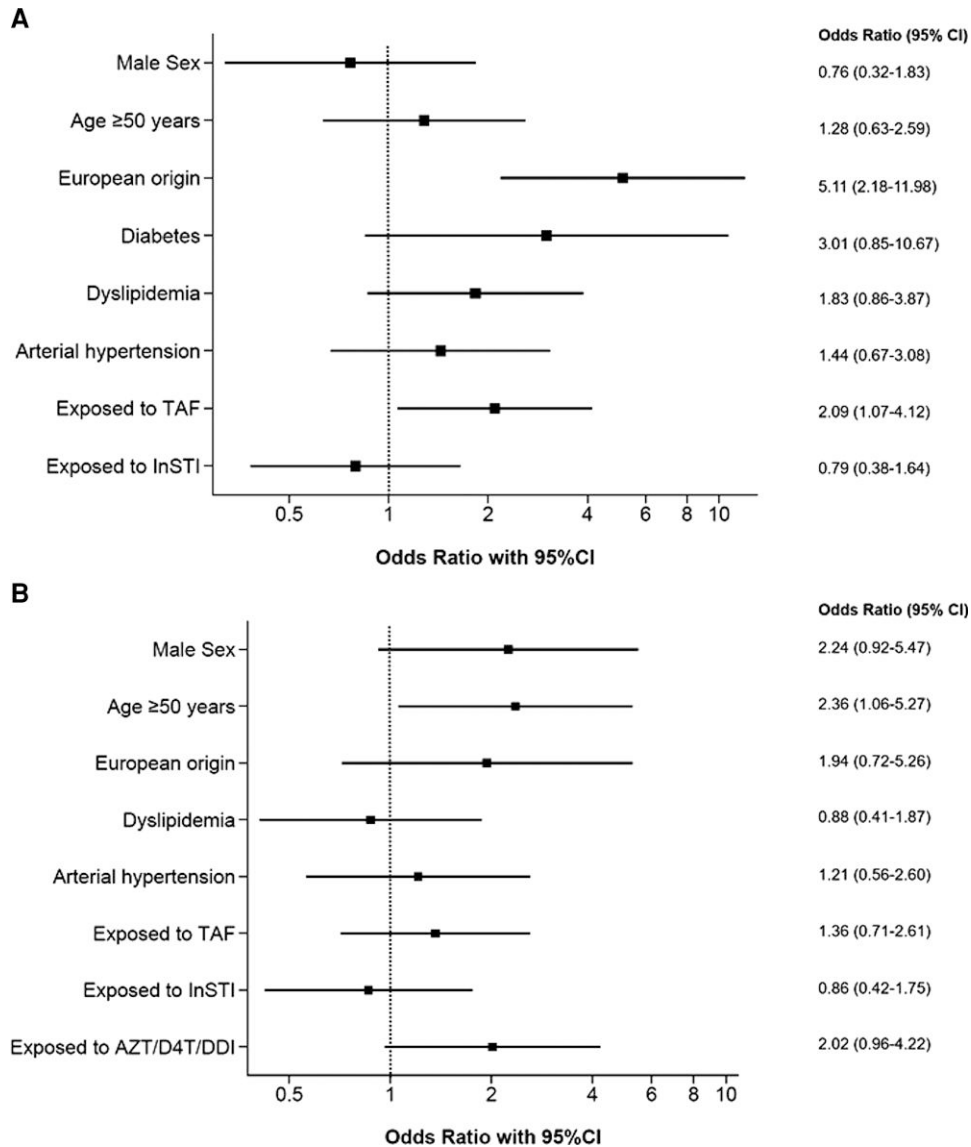 A
Odds Ratio (95% CI)
Male Sex 0.76 (0.32-1.83)
Age ≥50 years 1.28 (0.63-2.59)
European origin 5.11 (2.18-11.98)
Diabetes 3.01 (0.85-10.67)
Dyslipidemia 1.83 (0.86-3.87)
Arterial hypertension 1.44 (0.67-3.08)
Exposed to TAF 2.09 (1.07-4.12)
Exposed to InSTI 0.79 (0.38-1.64)
0.5 1 2 4 6 8 10
Odds Ratio with 95%CI
B
Odds Ratio (95% CI)
Male Sex 2.24 (0.92-5.47)
Age ≥50 years 2.36 (1.06-5.27)
European origin 1.94 (0.72-5.26)
Dyslipidemia 0.88 (0.41-1.87)
Arterial hypertension 1.21 (0.56-2.60)
Exposed to TAF 1.36 (0.71-2.61)
Exposed to InSTI 0.86 (0.42-1.75)
Exposed to AZT/D4T/DDI 2.02 (0.96-4.22)
0.5 1 2 4 6 8 10
Odds Ratio with 95%CI